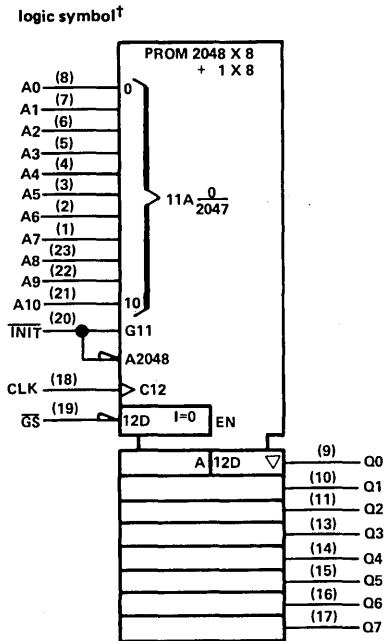 logic symbol†
PROM 2048 X 8
+ 1 X 8
A0 (8) 0
A1 (7)
A2 (6)
A3 (5)
A4 (4)
A5 (3)
A6 (2)
A7 (1)
A8 (23)
A9 (22)
A10 (21) 10
11A 0/2047
INIT (20) G11
A2048
CLK (18) C12
GS (19) 12D I=0 EN
A 12D (9) Q0
(10) Q1
(11) Q2
(13) Q3
(14) Q4
(15) Q5
(16) Q6
(17) Q7